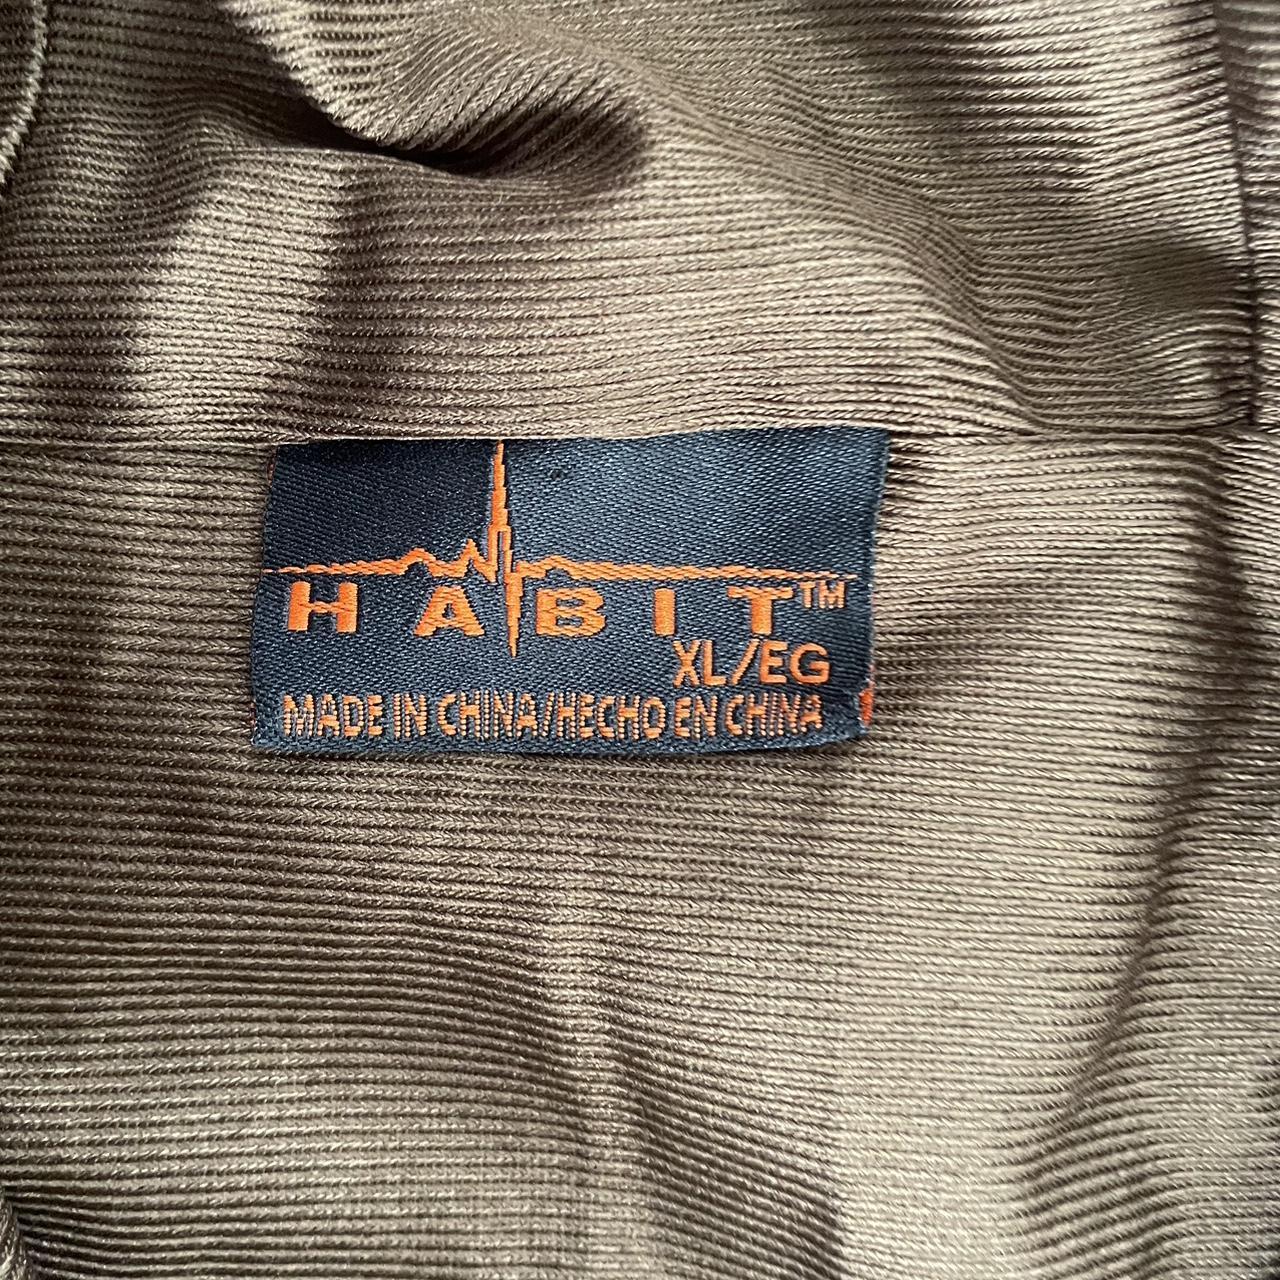 HABIT™
XL/EG
MADE IN CHINA/HECHO EN CHINA